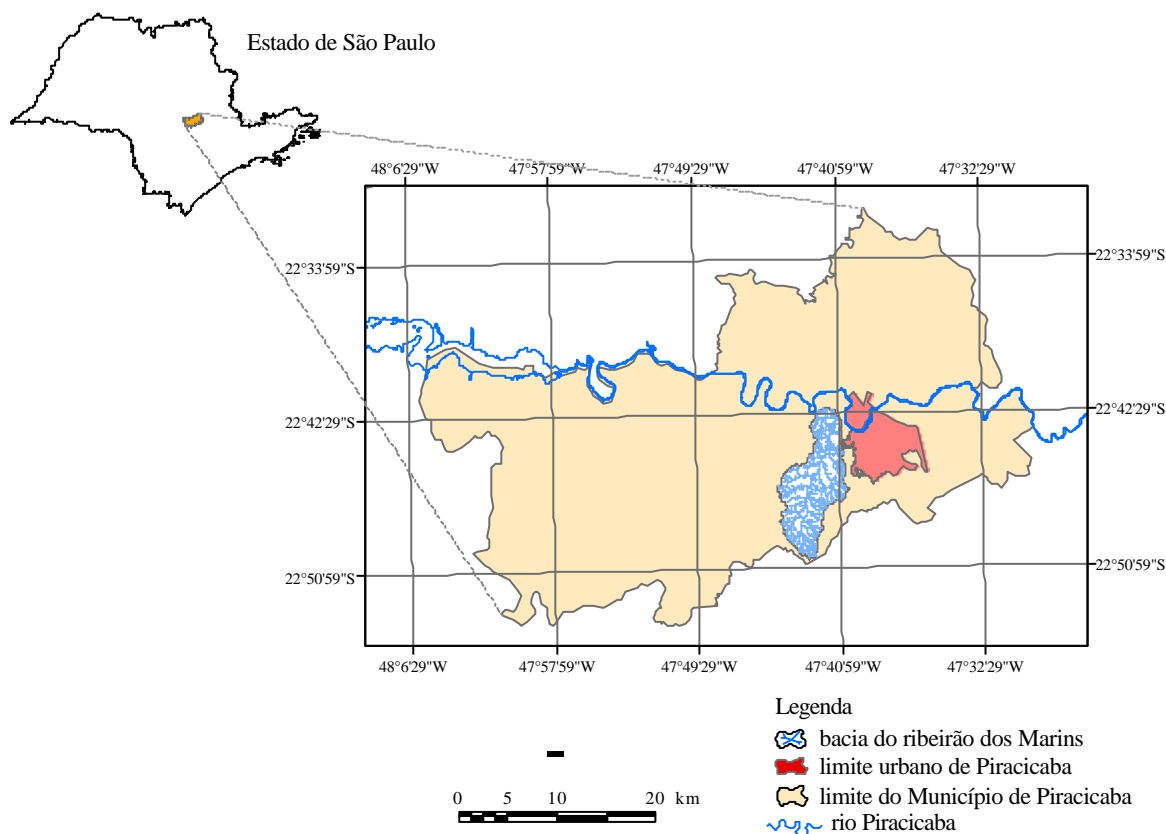 Estado de São Paulo
48°6'29"W 47°57'59"W 47°49'29"W 47°40'59"W 47°32'29"W
22°33'59"S 22°33'59"S
22°42'29"S 22°42'29"S
22°50'59"S 22°50'59"S
48°6'29"W 47°57'59"W 47°49'29"W 47°40'59"W 47°32'29"W
Legenda
bacia do ribeirão dos Marins
limite urbano de Piracicaba
limite do Município de Piracicaba
rio Piracicaba
0 5 10 20 km